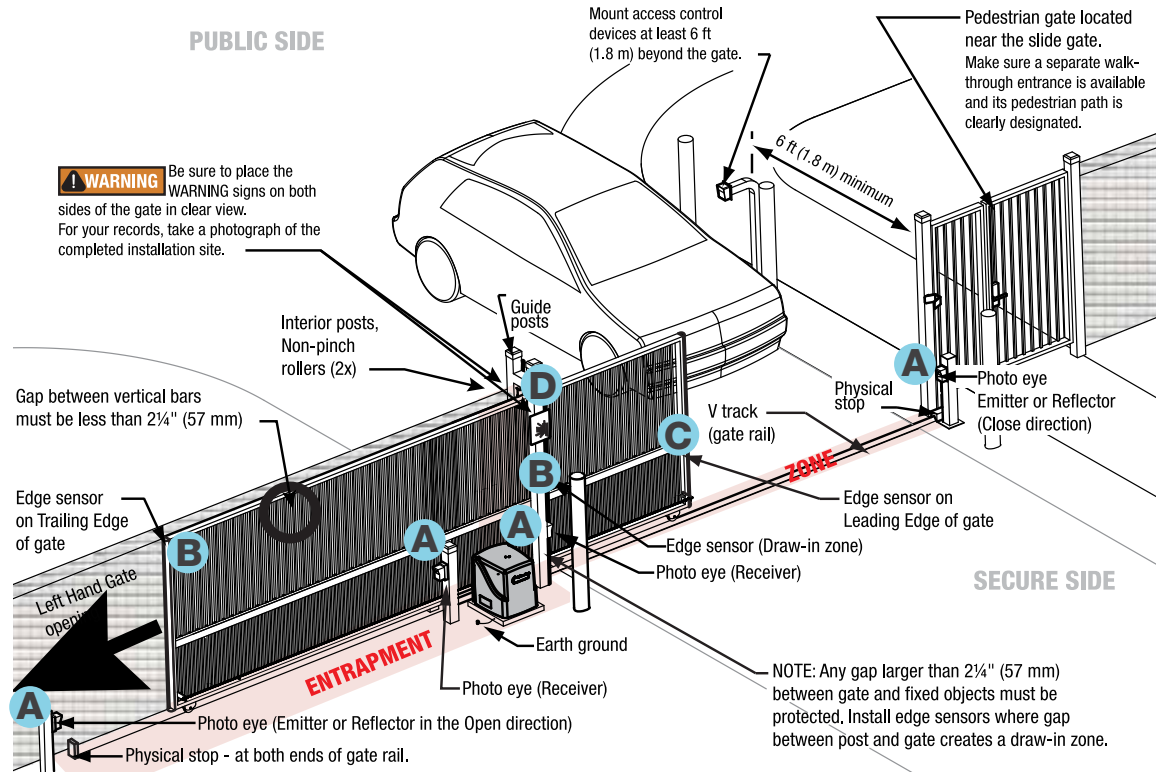 PUBLIC SIDE
Mount access control
devices at least 6 ft
(1.8 m) beyond the gate.
Pedestrian gate located
near the slide gate.
Make sure a separate walk-
through entrance is available
and its pedestrian path is
clearly designated.
6 ft (1.8 m) minimum
WARNING Be sure to place the
WARNING signs on both
sides of the gate in clear view.
For your records, take a photograph of the
completed installation site.
Guide
posts
Interior posts,
Non-pinch
rollers (2x)
D
Gap between vertical bars
must be less than 2¼" (57 mm)
A
Photo eye
Emitter or Reflector
(Close direction)
Physical
stop
V track
(gate rail)
C
ZONE
Edge sensor
on Trailing Edge
of gate
B
B
A
A
Edge sensor on
Leading Edge of gate
Edge sensor (Draw-in zone)
Photo eye (Receiver)
SECURE SIDE
Left Hand Gate
opening
Earth ground
ENTRAPMENT
Photo eye (Receiver)
NOTE: Any gap larger than 2¼" (57 mm)
between gate and fixed objects must be
protected. Install edge sensors where gap
between post and gate creates a draw-in zone.
A
Photo eye (Emitter or Reflector in the Open direction)
Physical stop - at both ends of gate rail.